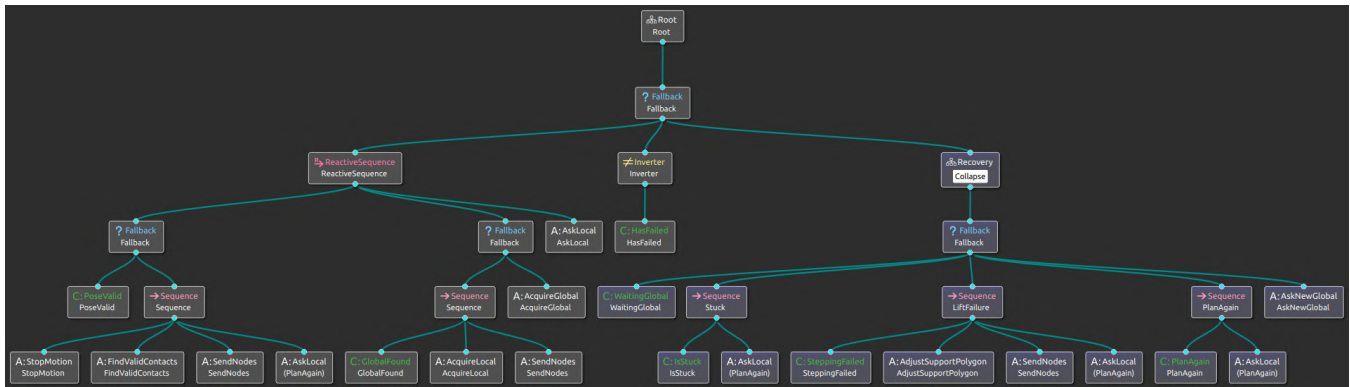 Root
Root
? Fallback
Fallback
ReactiveSequence
ReactiveSequence
≠ Inverter
Inverter
Recovery
Collapse
? Fallback
Fallback
? Fallback
Fallback
A: AskLocal
AskLocal
C: HasFailed
HasFailed
? Fallback
Fallback
C: PoseValid
PoseValid
→ Sequence
Sequence
→ Sequence
Sequence
A: AcquireGlobal
AcquireGlobal
C: WaitingGlobal
WaitingGlobal
→ Sequence
Stuck
→ Sequence
LiftFailure
→ Sequence
PlanAgain
A: AskNewGlobal
AskNewGlobal
A: StopMotion
StopMotion
A: FindValidContacts
FindValidContacts
A: SendNodes
SendNodes
A: AskLocal
(PlanAgain)
C: GlobalFound
GlobalFound
A: AcquireLocal
AcquireLocal
A: SendNodes
SendNodes
C: IsStuck
IsStuck
A: AskLocal
(PlanAgain)
C: SteppingFailed
SteppingFailed
A: AdjustSupportPolygon
AdjustSupportPolygon
A: SendNodes
SendNodes
A: AskLocal
(PlanAgain)
C: PlanAgain
PlanAgain
A: AskLocal
(PlanAgain)